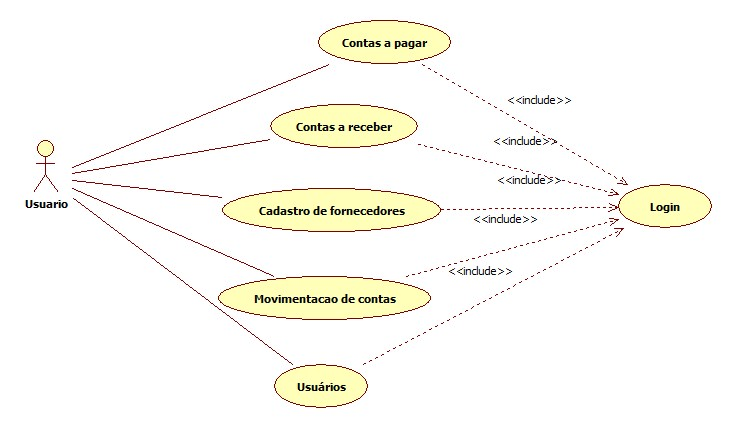 Contas a pagar
<<include>>
Contas a receber
<<include>>
<<include>>
Usuario
Cadastro de fornecedores
<<include>>
Login
Movimentacao de contas
<<include>>
Usuários